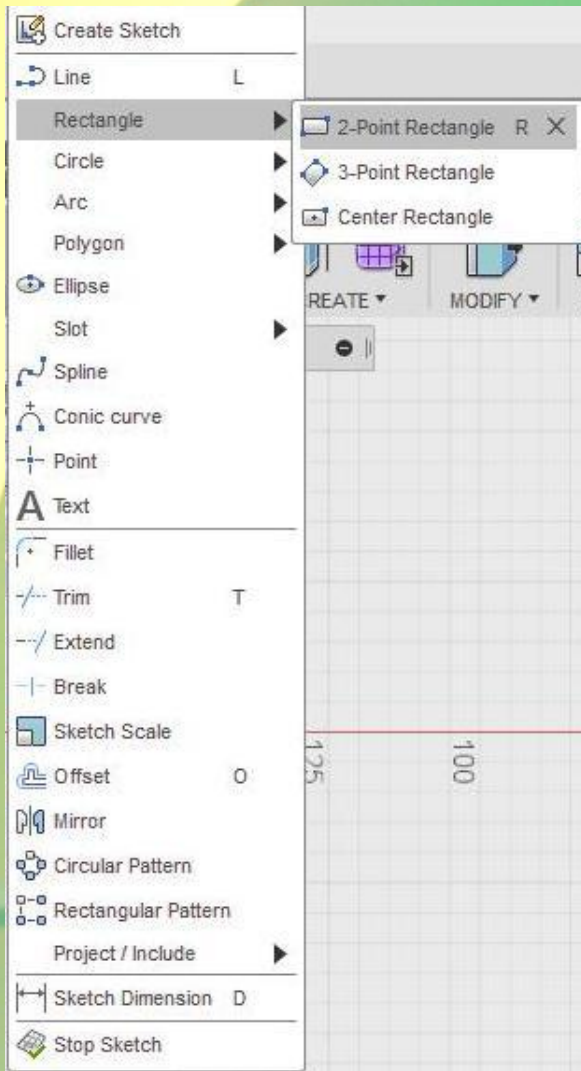 Create Sketch
Line L
Rectangle
2-Point Rectangle R
3-Point Rectangle
Center Rectangle
Circle
Arc
Polygon
Ellipse
Slot
Spline
Conic curve
Point
A Text
Fillet
Trim T
Extend
Break
Sketch Scale
Offset O
Mirror
Circular Pattern
Rectangular Pattern
Project / Include
Sketch Dimension D
Stop Sketch
REATE ▾
MODIFY ▾
125
100